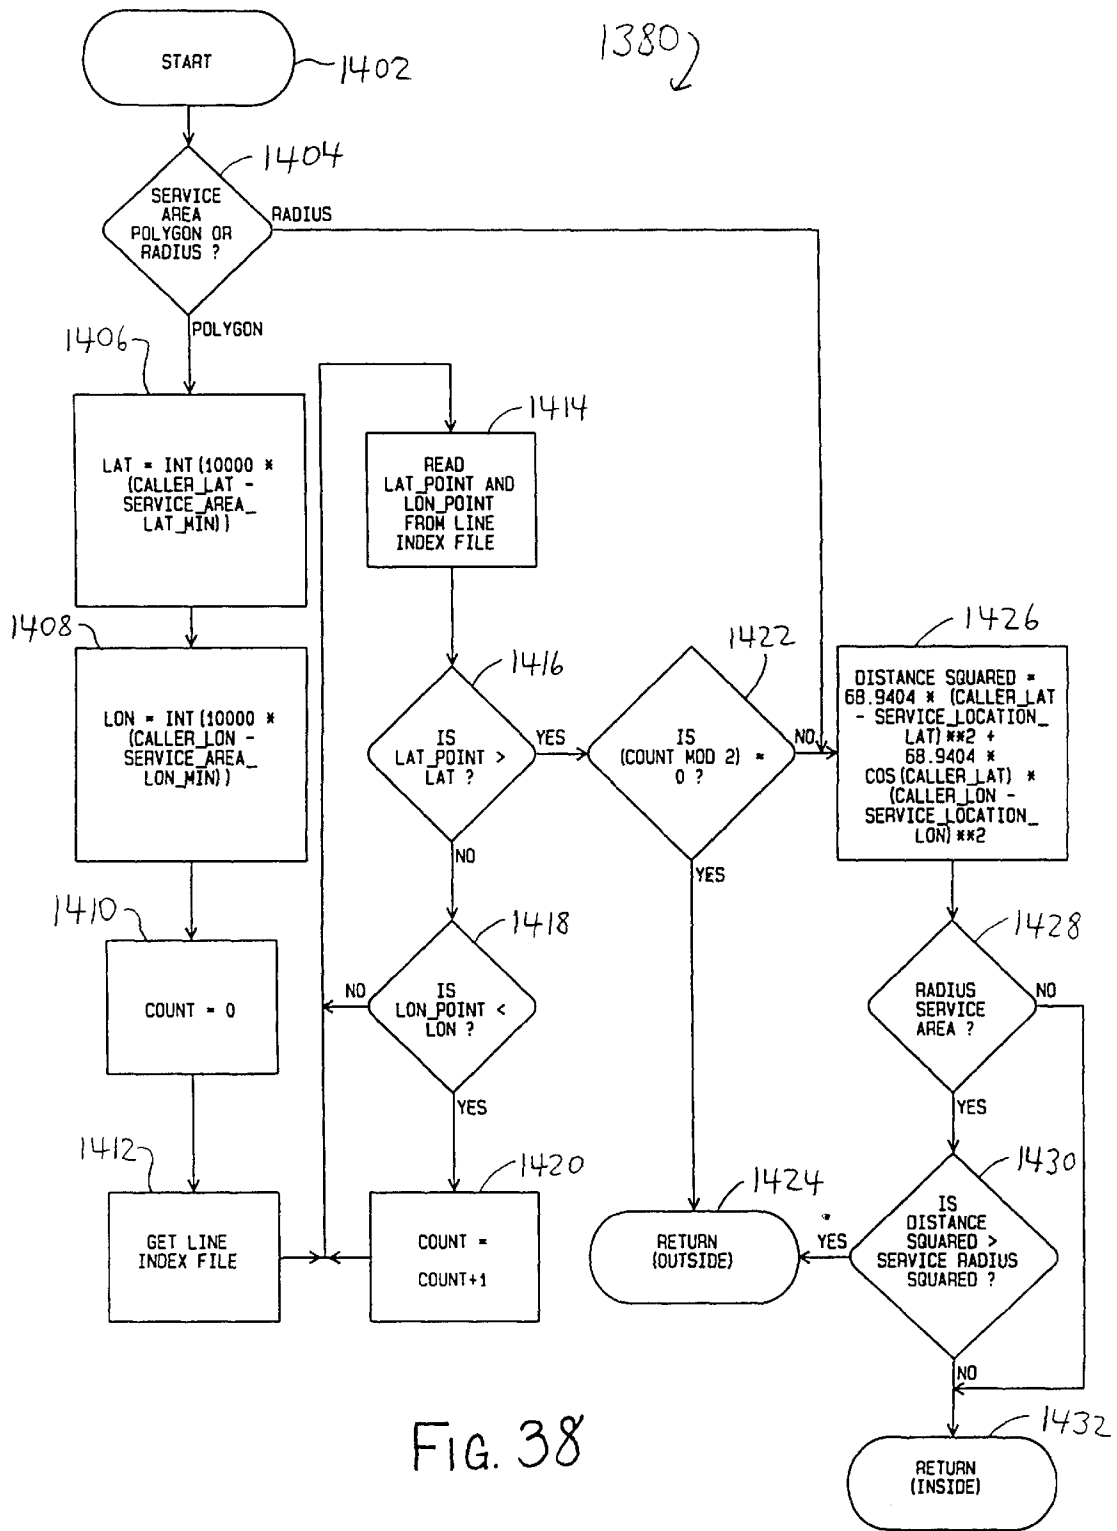 1380
START
1402
1404
SERVICE
AREA
POLYGON OR
RADIUS ?
RADIUS
POLYGON
1406
LAT = INT(10000 *
(CALLER_LAT -
SERVICE_AREA_
LAT_MIN))
1408
LON = INT(10000 *
(CALLER_LON -
SERVICE_AREA_
LON_MIN))
1410
COUNT = 0
1412
GET LINE
INDEX FILE
1414
READ
LAT_POINT AND
LON_POINT
FROM LINE
INDEX FILE
1416
IS
LAT_POINT >
LAT ?
YES
NO
1418
IS
LON_POINT <
LON ?
NO
YES
1420
COUNT =
COUNT+1
1422
IS
(COUNT MOD 2) =
0 ?
NO
YES
1424
RETURN
(OUTSIDE)
1426
DISTANCE SQUARED =
68.9404 * (CALLER_LAT
- SERVICE_LOCATION_
LAT)**2 +
68.9404 *
COS(CALLER_LAT) *
(CALLER_LON -
SERVICE_LOCATION_
LON)**2
1428
RADIUS
SERVICE
AREA ?
NO
YES
1430
IS
DISTANCE
SQUARED >
SERVICE RADIUS
SQUARED ?
YES
NO
1432
RETURN
(INSIDE)
FIG. 38